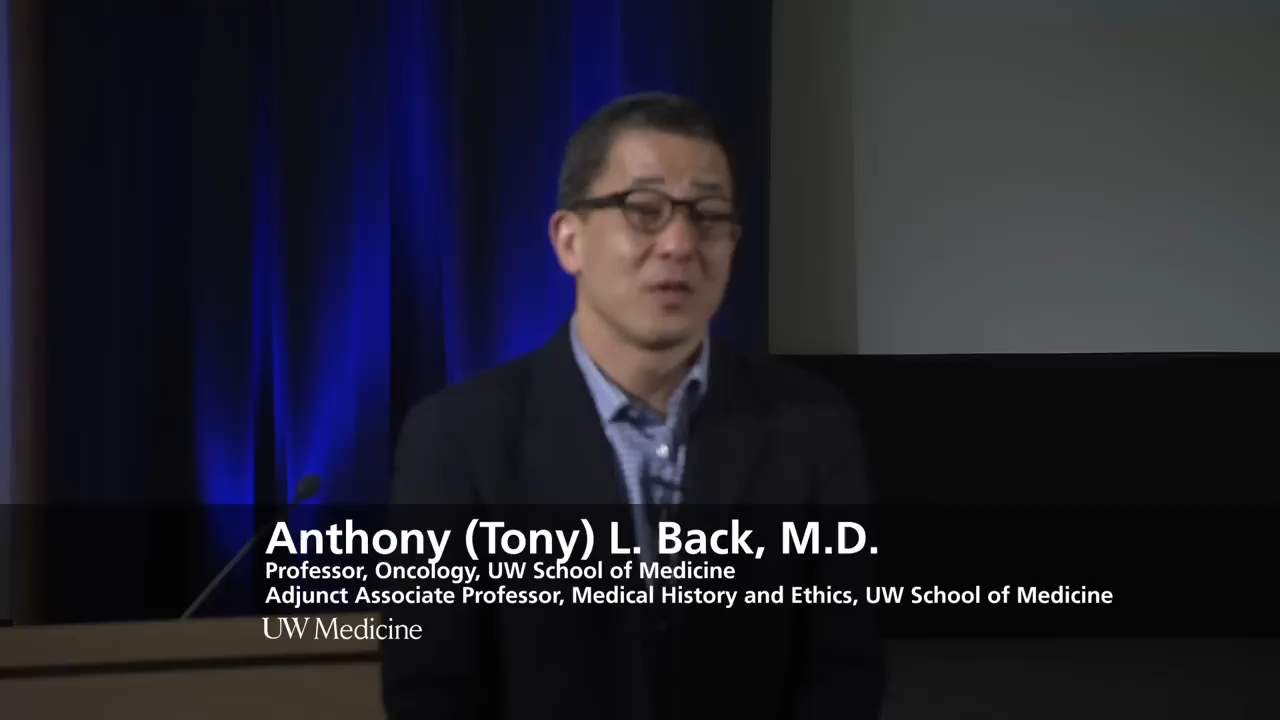 Anthony (Tony) L. Back, M.D.
Professor, Oncology, UW School of Medicine
Adjunct Associate Professor, Medical History and Ethics, UW School of Medicine
UW Medicine